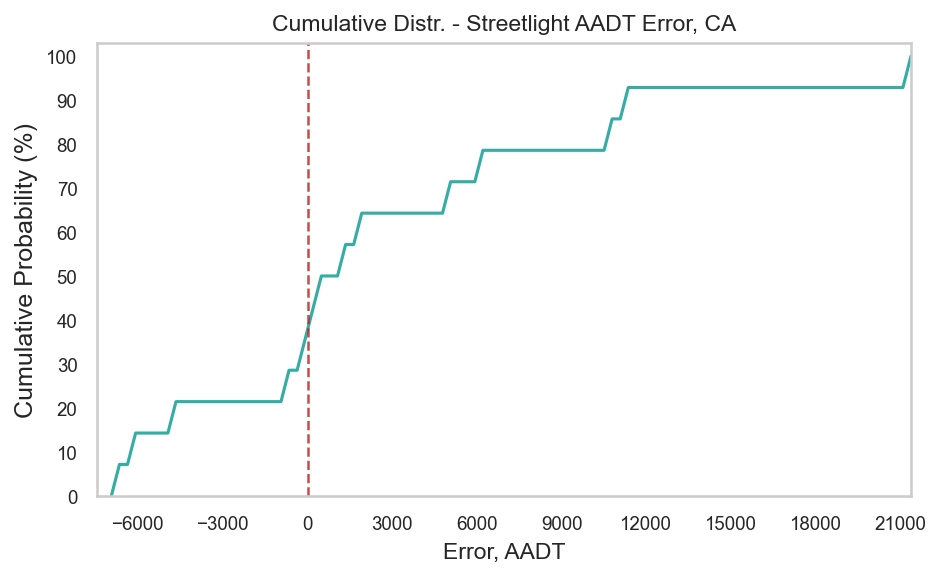 Cumulative Distr. - Streetlight AADT Error, CA
Cumulative Probability (%)
100
90
80
70
60
50
40
30
20
10
0
−6000 −3000 0 3000 6000 9000 12000 15000 18000 21000
Error, AADT